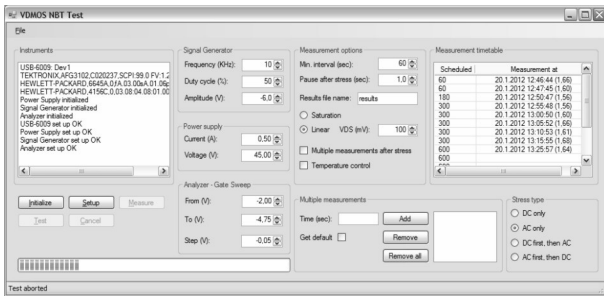 VDMOS NBT Test
File
Instruments
USB-6009: Dev1
TEKTRONIX,AFG3102,C020237,SCPI:99.0 FV:1.2
HEWLETT-PACKARD,6645A,0,fA.03.00sA.01.06p
HEWLETT-PACKARD,4156C,0,03.08:04.08:01.00
Power Supply initialized
Signal Generator initialized
Analyzer initialized
USB-6009 set up OK
Power Supply set up OK
Signal Generator set up OK
Analyzer set up OK
Initialize
Setup
Measure
Test
Cancel
Signal Generator
Frequency (KHz): 10
Duty cycle (%): 50
Amplitude (V): -6,0
Power supply
Current (A): 0,50
Voltage (V): 45,00
Analyzer - Gate Sweep
From (V): -2,00
To (V): -4,75
Step (V): -0,05
Measurement options
Min. interval (sec): 60
Pause after stress (sec): 1,0
Results file name: results
Saturation
Linear VDS (mV): 100
Multiple measurements after stress
Temperature control
Multiple measurements
Time (sec):
Add
Get default
Remove
Remove all
Measurement timetable
Scheduled Measurement at
60 20.1.2012 12:46:44 (1,66)
60 20.1.2012 12:47:45 (1,60)
180 20.1.2012 12:50:47 (1,56)
300 20.1.2012 12:55:48 (1,56)
300 20.1.2012 13:00:50 (1,60)
300 20.1.2012 13:05:52 (1,66)
300 20.1.2012 13:10:53 (1,61)
300 20.1.2012 13:15:55 (1,68)
600 20.1.2012 13:25:57 (1,64)
600
Stress type
DC only
AC only
DC first, then AC
AC first, then DC
Test aborted